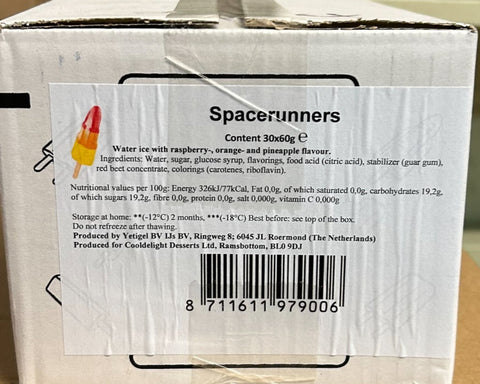 Spacerunners
Content 30x60g ℮
Water ice with raspberry-, orange- and pineapple flavour.
Ingredients: Water, sugar, glucose syrup, flavorings, food acid (citric acid), stabilizer (guar gum),
red beet concentrate, colorings (carotenes, riboflavin).
Nutritional values per 100g: Energy 326kJ/77kCal, Fat 0,0g, of which saturated 0,0g, carbohydrates 19,2g,
of which sugars 19,2g, fibre 0,0g, protein 0,0g, salt 0,000g, vitamin C 0,000g
Storage at home: **(-12°C) 2 months, ***(-18°C) Best before: see top of the box.
Do not refreeze after thawing.
Produced by Yetigel BV IJs BV, Ringweg 8; 6045 JL Roermond (The Netherlands)
Produced for Cooldelight Desserts Ltd, Ramsbottom, BL0 9DJ
8 711611 979006